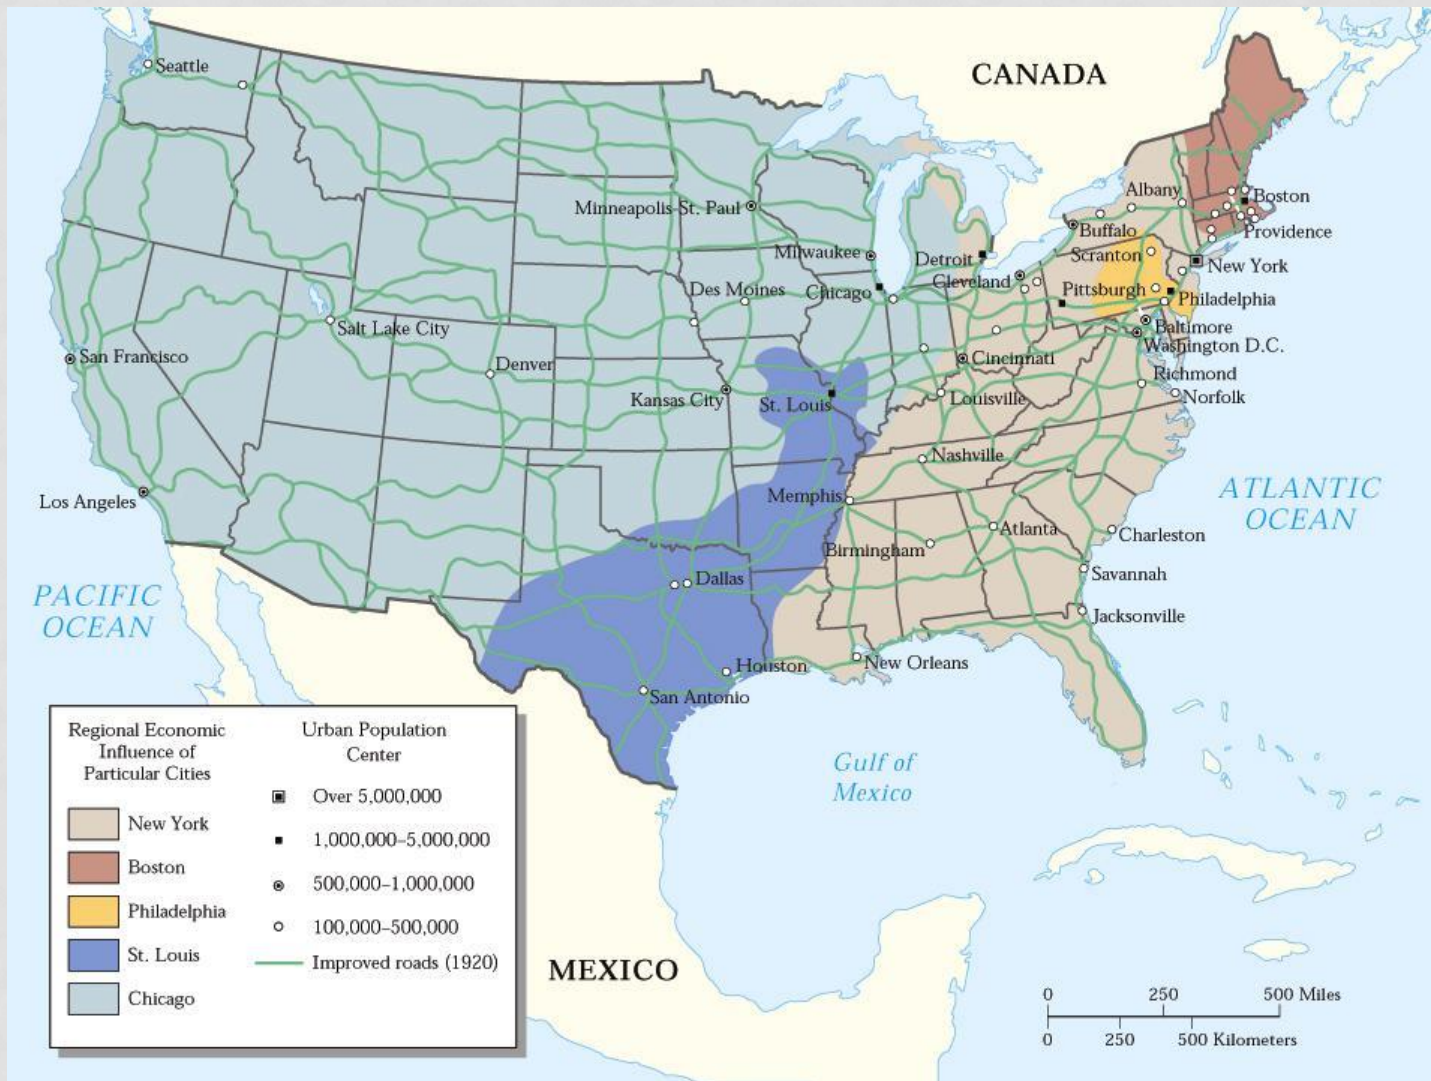 CANADA
Seattle
Minneapolis-St. Paul
Albany
Boston
Buffalo
Providence
Milwaukee
Detroit
Scranton
New York
Cleveland
Des Moines
Chicago
Pittsburgh
Philadelphia
Salt Lake City
Baltimore
San Francisco
Washington D.C.
Denver
Cincinnati
Richmond
Kansas City
St. Louis
Louisville
Norfolk
Nashville
Los Angeles
Memphis
ATLANTIC
OCEAN
Atlanta
Charleston
Birmingham
Dallas
Savannah
PACIFIC
OCEAN
Jacksonville
Houston
New Orleans
San Antonio
Gulf of
Mexico
MEXICO
Regional Economic
Influence of
Particular Cities
New York
Boston
Philadelphia
St. Louis
Chicago
Urban Population
Center
Over 5,000,000
1,000,000–5,000,000
500,000–1,000,000
100,000–500,000
Improved roads (1920)
0 250 500 Miles
0 250 500 Kilometers